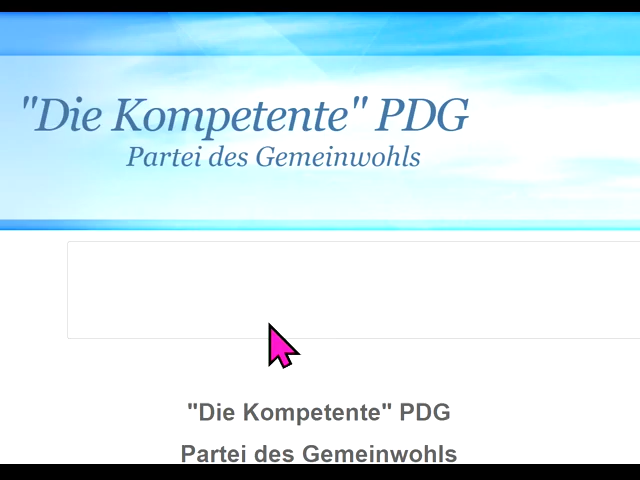 "Die Kompetente" PDG
Partei des Gemeinwohls
"Die Kompetente" PDG
Partei des Gemeinwohls